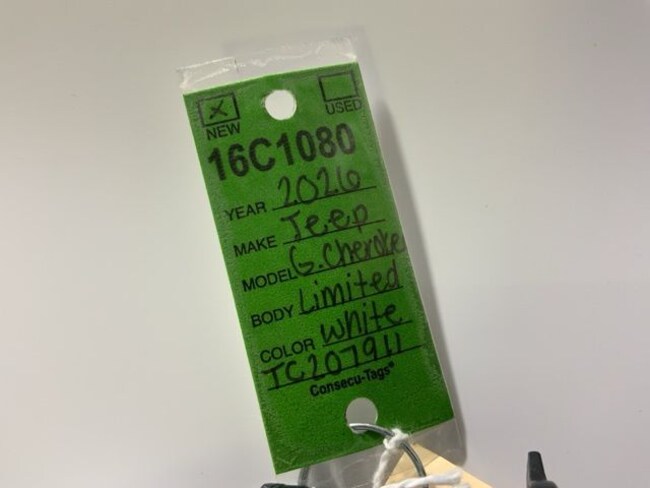 X NEW USED
16C1080
YEAR 2026
MAKE Jeep
MODEL G.Cherokee
BODY Limited
COLOR white
TC207911
Consecu-Tags®